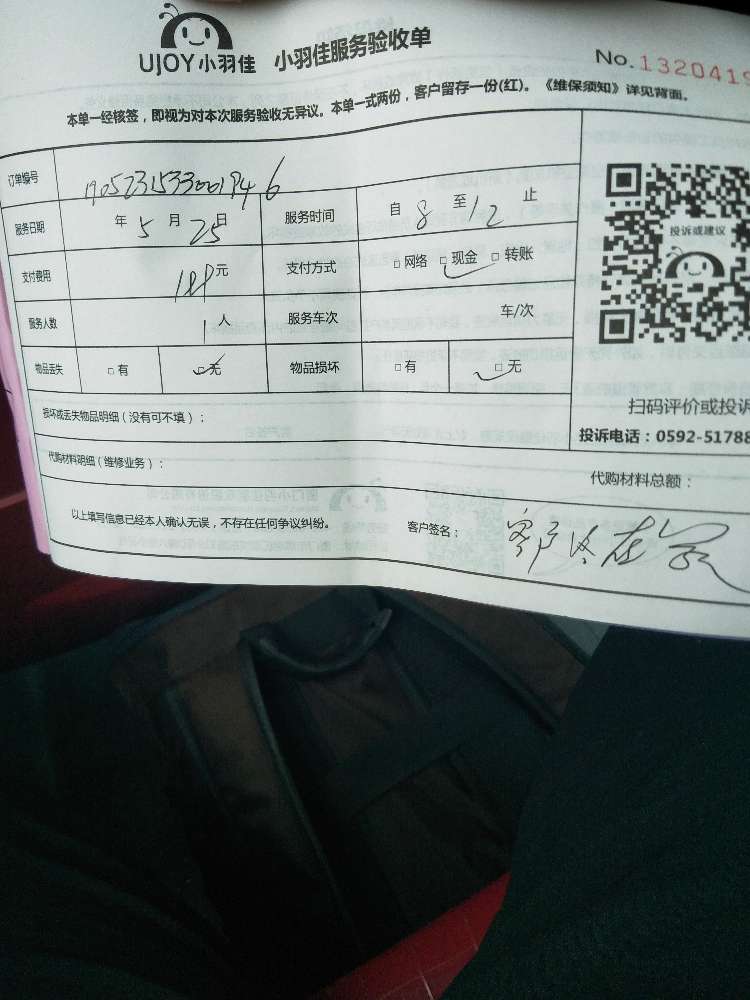 UJOY小羽佳 小羽佳服务验收单
No.1320419
本单一经核签，即视为对本次服务验收无异议。本单一式两份，客户留存一份(红)。《维保须知》详见背面。
订单编号
服务日期 年 5 月 25 日 服务时间 自 8 至 12 止
支付费用 元 支付方式 □网络 □现金 □转账
服务人数 1 人 服务车次 车/次
物品丢失 □有 □无 物品损坏 □有 □无
投诉或建议
扫码评价或投诉
投诉电话：0592-51788
损坏或丢失物品明细（没有可不填）：
代购材料明细（维修业务）：
代购材料总额：
以上填写信息已经本人确认无误，不存在任何争议纠纷。 客户签名： 客户不在家